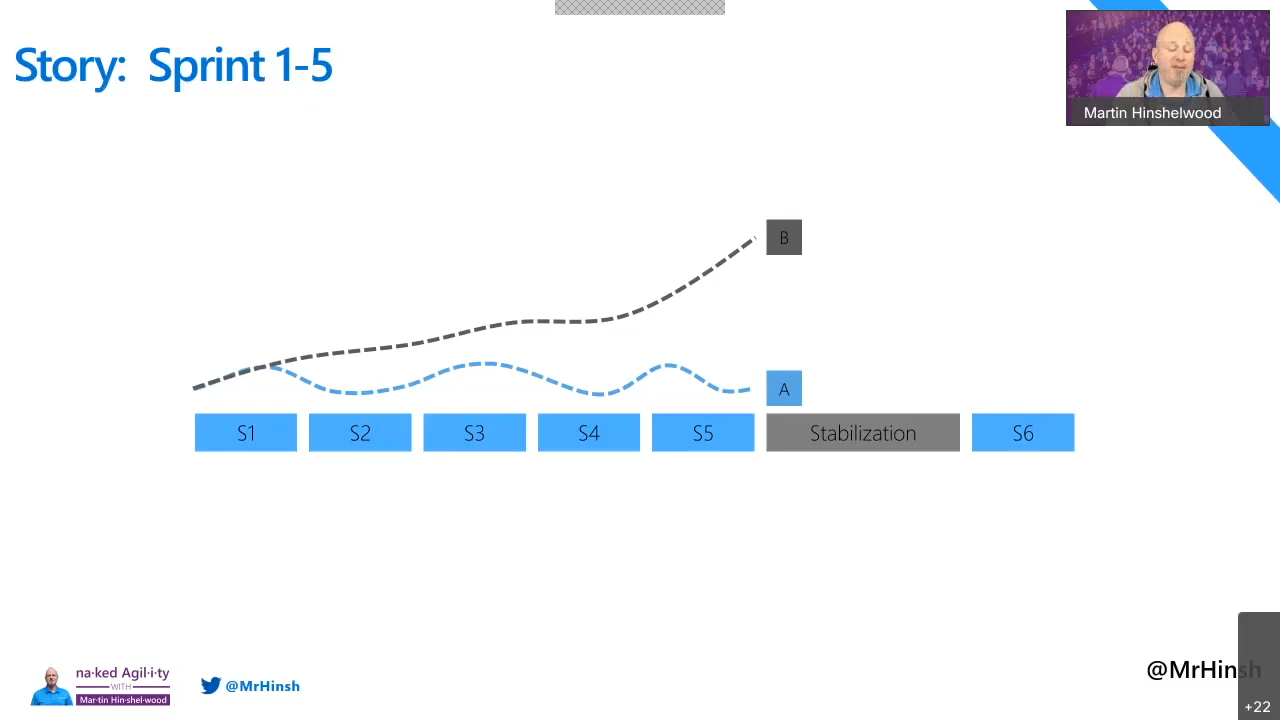 Story: Sprint 1-5
Martin Hinshelwood
B
A
S1 S2 S3 S4 S5 Stabilization S6
na·ked Agil·i·ty
WITH
Mar·tin Hin·shel·wood
@MrHinsh
@MrHinsh
+22